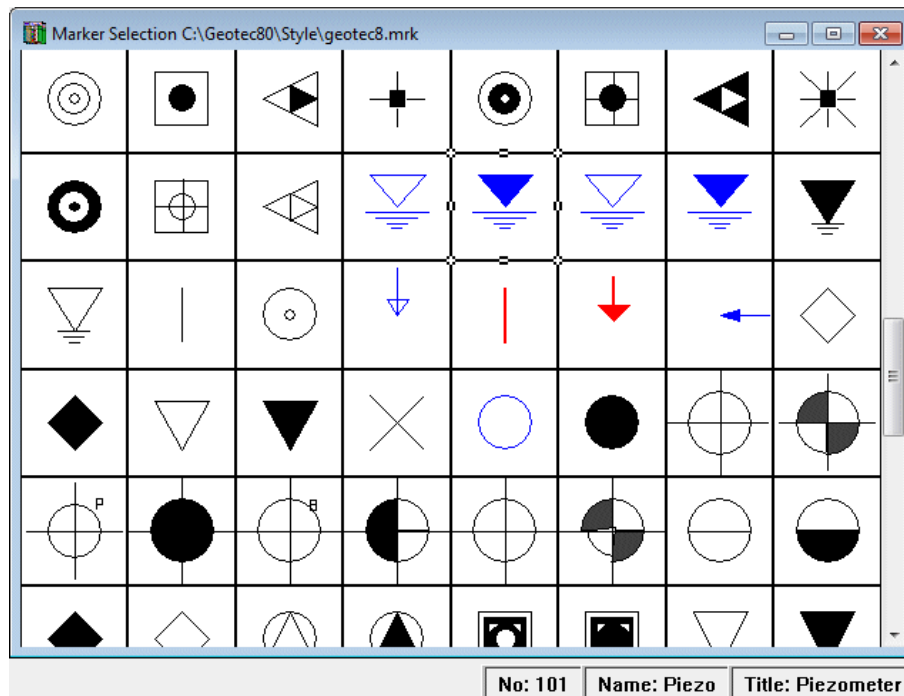 Marker Selection C:\Geotec80\Style\geotec8.mrk
P
B
No: 101 Name: Piezo Title: Piezometer